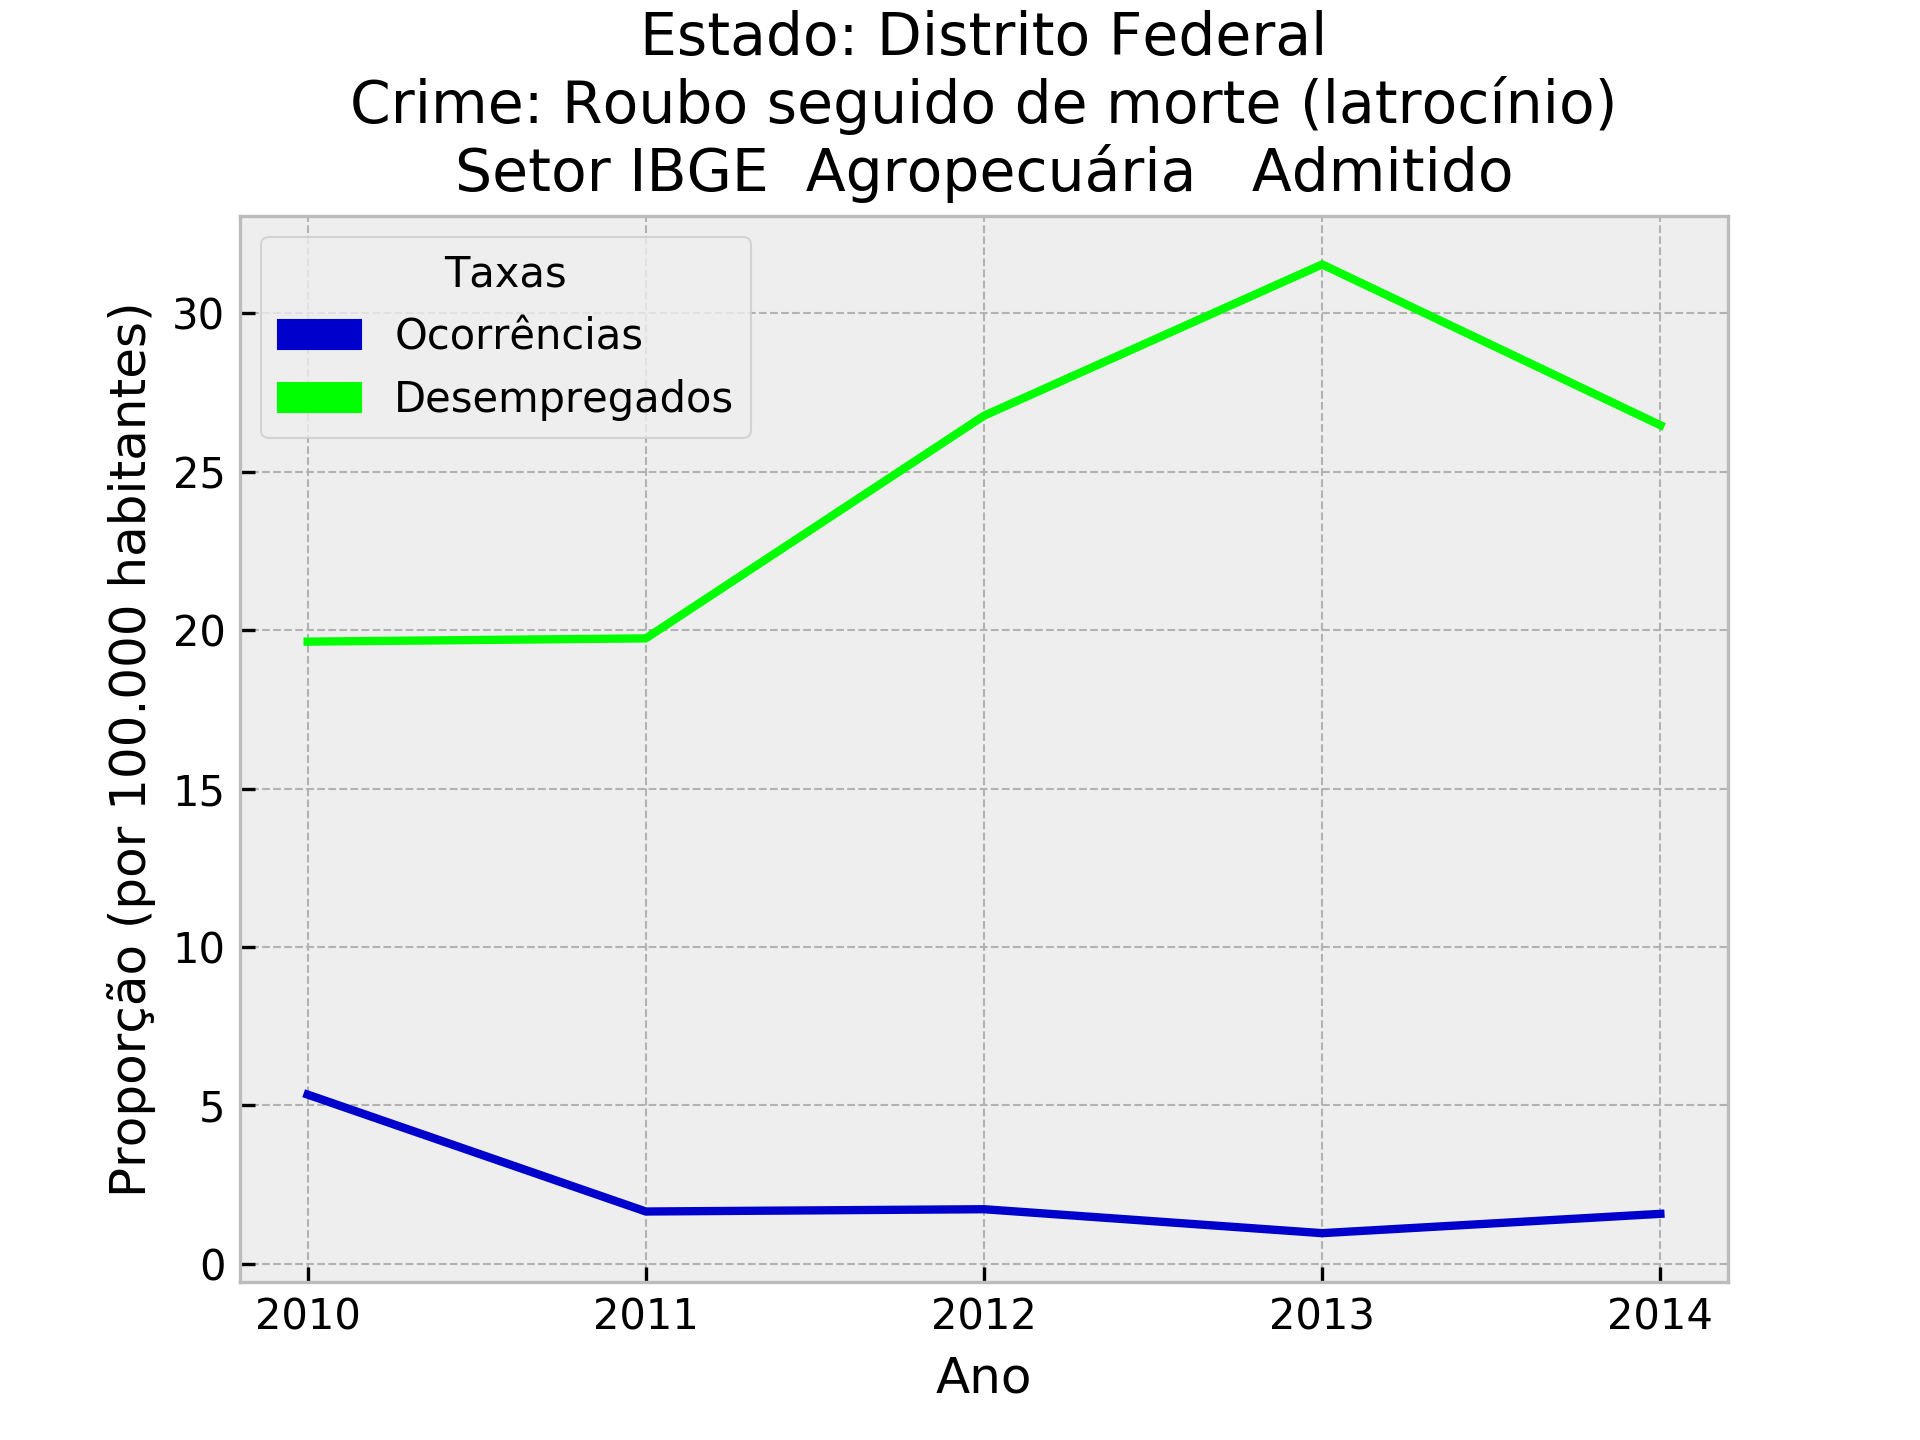 Estado: Distrito Federal
Crime: Roubo seguido de morte (latrocínio)
Setor IBGE  Agropecuária   Admitido
Taxas
Ocorrências
Desempregados
Proporção (por 100.000 habitantes)
30
25
20
15
10
5
0
2010 2011 2012 2013 2014
Ano